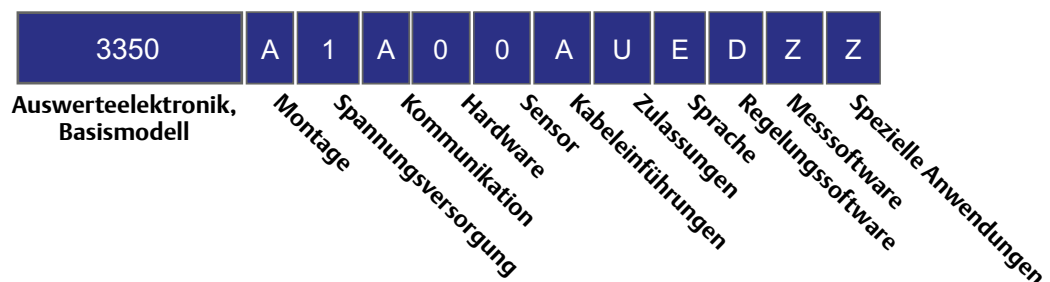 3350 A 1 A 0 0 A U E D Z Z
Auswerteelektronik,
Basismodell
Montage
Spannungsversorgung
Kommunikation
Hardware
Sensor
Kabeleinführungen
Zulassungen
Sprache
Regelungssoftware
Messsoftware
Spezielle Anwendungen